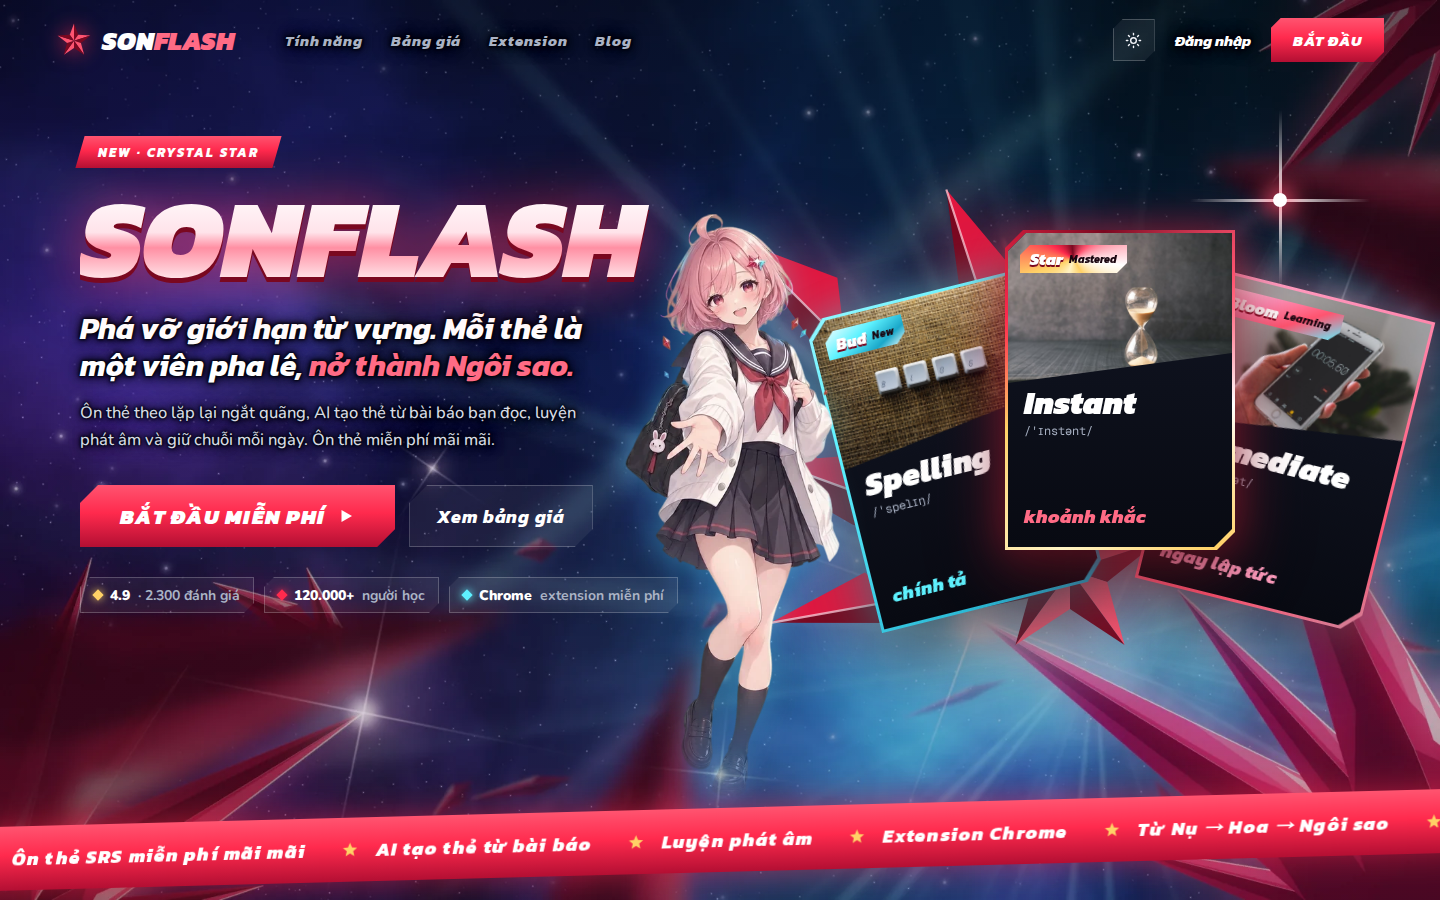 SONFLASH
Tính năng
Bảng giá
Extension
Blog
Đăng nhập
BẮT ĐẦU
NEW · CRYSTAL STAR
SONFLASH
Phá vỡ giới hạn từ vựng. Mỗi thẻ là
một viên pha lê, nở thành Ngôi sao.
Ôn thẻ theo lặp lại ngắt quãng, AI tạo thẻ từ bài báo bạn đọc, luyện
phát âm và giữ chuỗi mỗi ngày. Ôn thẻ miễn phí mãi mãi.
BẮT ĐẦU MIỄN PHÍ
Xem bảng giá
4.9 · 2.300 đánh giá
120.000+ người học
Chrome extension miễn phí
Bud New
Spelling
/ˈspelɪŋ/
chính tả
Star Mastered
Instant
/ˈɪnstənt/
khoảnh khắc
Learning
00:05.60
ngay lập tức
Ôn thẻ SRS miễn phí mãi mãi
AI tạo thẻ từ bài báo
Luyện phát âm
Extension Chrome
Từ Nụ → Hoa → Ngôi sao